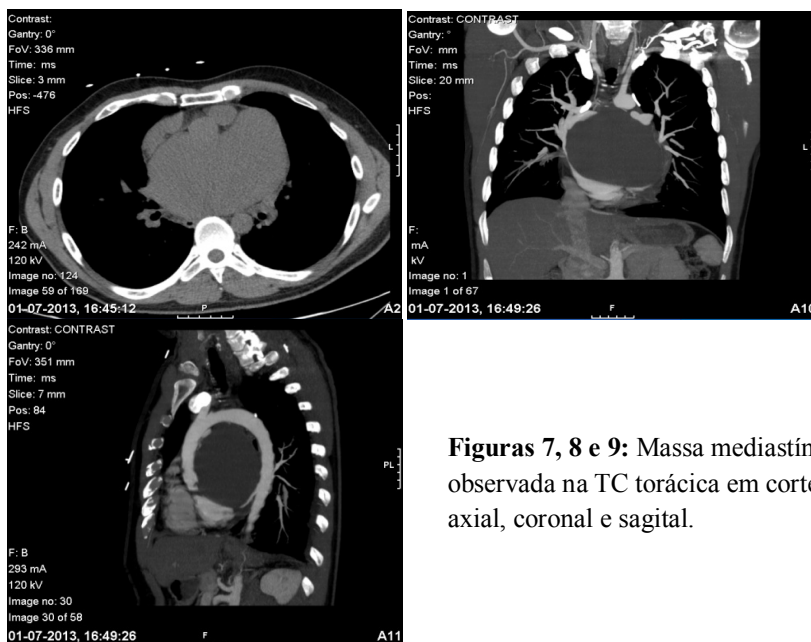 Contrast:
Gantry: 0°
FoV: 336 mm
Time: ms
Slice: 3 mm
Pos: -476
HFS
L
F: B
242 mA
120 kV
Image no: 124
Image 59 of 169
01-07-2013, 16:45:12
P
A2
Contrast: CONTRAST
Gantry: °
FoV: mm
Time: ms
Slice: 20 mm
Pos:
HFS
L
F:
mA
kV
Image no: 1
Image 1 of 67
01-07-2013, 16:49:26
F
A10
Contrast: CONTRAST
Gantry: 0°
FoV: 351 mm
Time: ms
Slice: 7 mm
Pos: 84
HFS
PL
F: B
293 mA
120 kV
Image no: 30
Image 30 of 58
01-07-2013, 16:49:26
F
A11
Figuras 7, 8 e 9: Massa mediastín
observada na TC torácica em corte
axial, coronal e sagital.